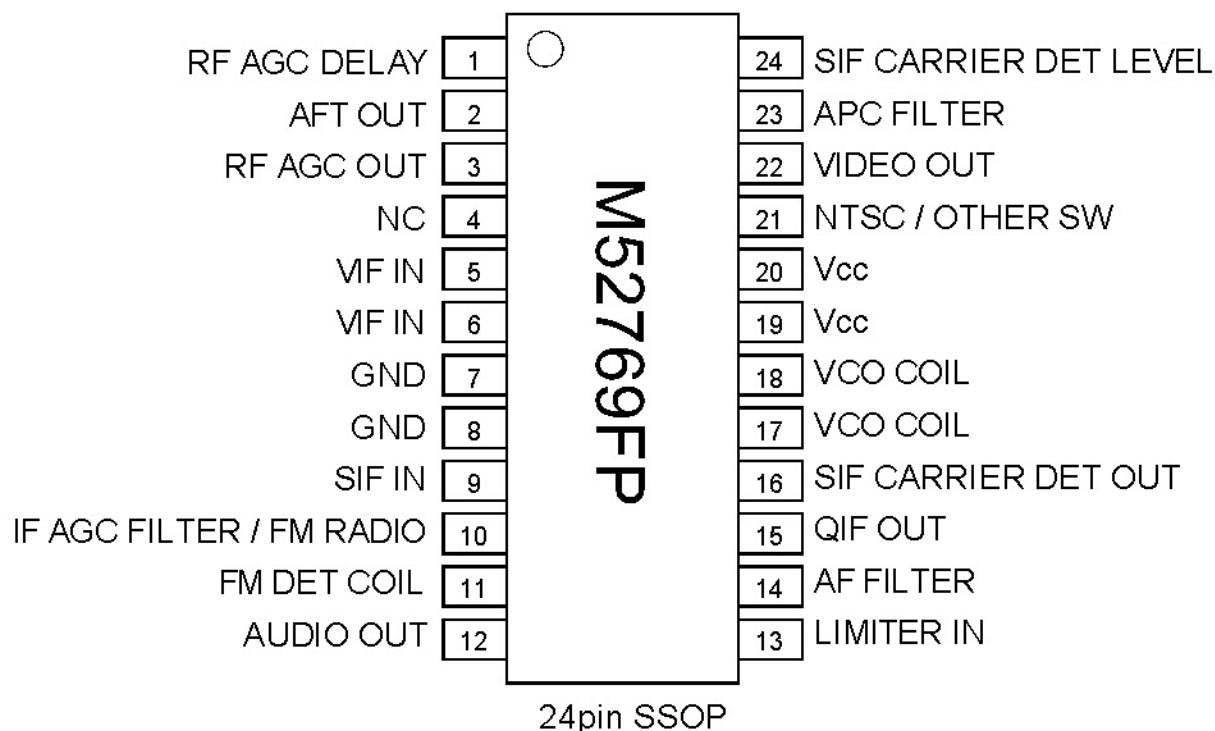 RF AGC DELAY 1
AFT OUT 2
RF AGC OUT 3
NC 4
VIF IN 5
VIF IN 6
GND 7
GND 8
SIF IN 9
IF AGC FILTER / FM RADIO 10
FM DET COIL 11
AUDIO OUT 12
M52769FP
24 SIF CARRIER DET LEVEL
23 APC FILTER
22 VIDEO OUT
21 NTSC / OTHER SW
20 Vcc
19 Vcc
18 VCO COIL
17 VCO COIL
16 SIF CARRIER DET OUT
15 QIF OUT
14 AF FILTER
13 LIMITER IN
24pin SSOP